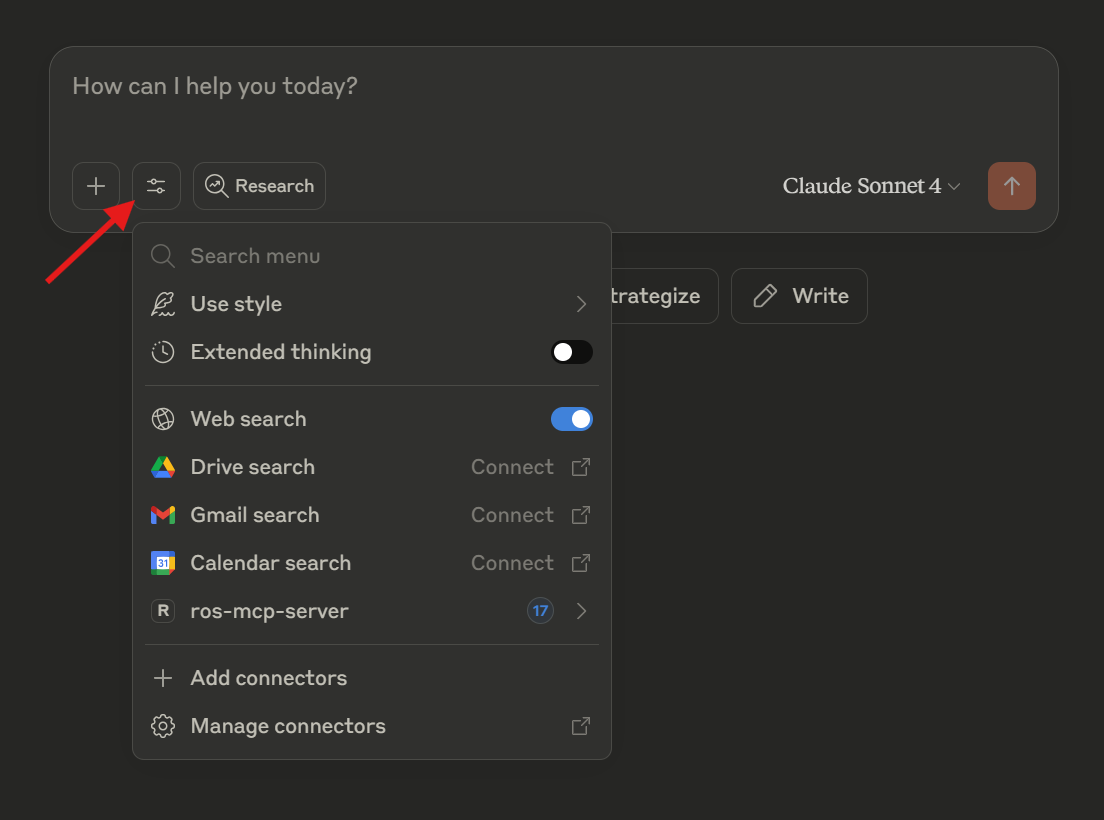 How can I help you today?
Research
Claude Sonnet 4
Search menu
Use style
trategize
Write
Extended thinking
Web search
Drive search Connect
Gmail search Connect
31
Calendar search Connect
R ros-mcp-server 17
Add connectors
Manage connectors